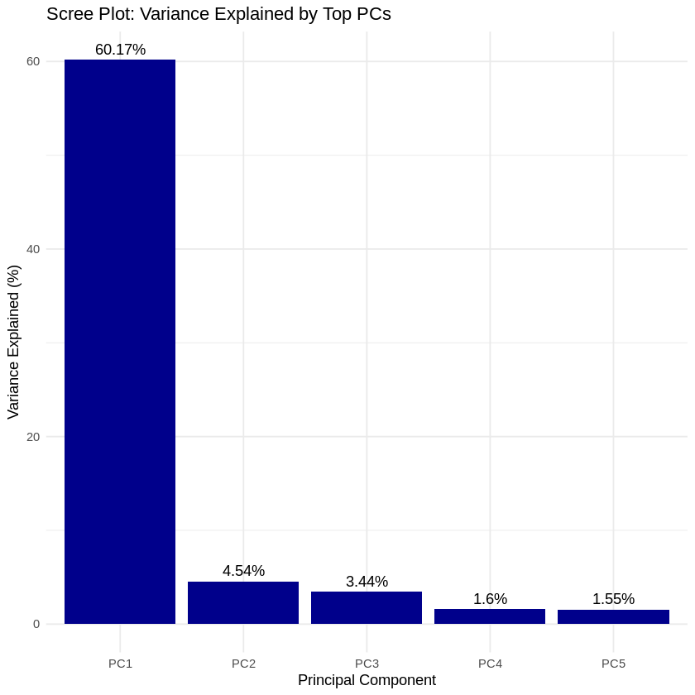 Scree Plot: Variance Explained by Top PCs
60.17%
60
40
Variance Explained (%)
20
4.54%
3.44%
1.6%
1.55%
0
PC1 PC2 PC3 PC4 PC5
Principal Component